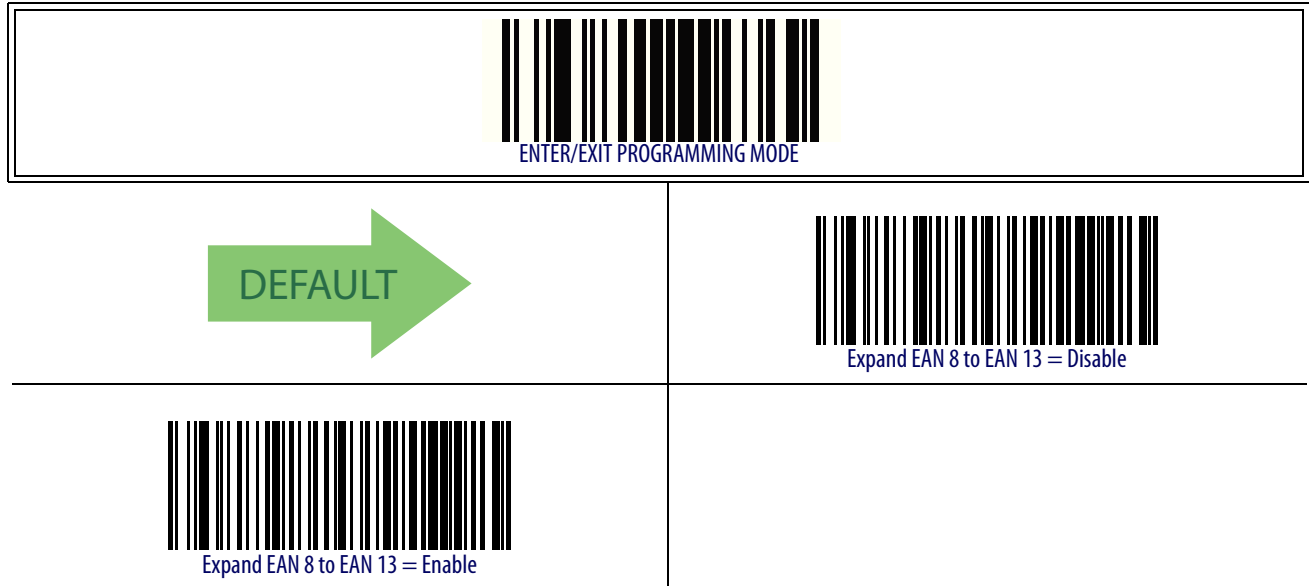 ENTER/EXIT PROGRAMMING MODE
DEFAULT
Expand EAN 8 to EAN 13 = Disable
Expand EAN 8 to EAN 13 = Enable